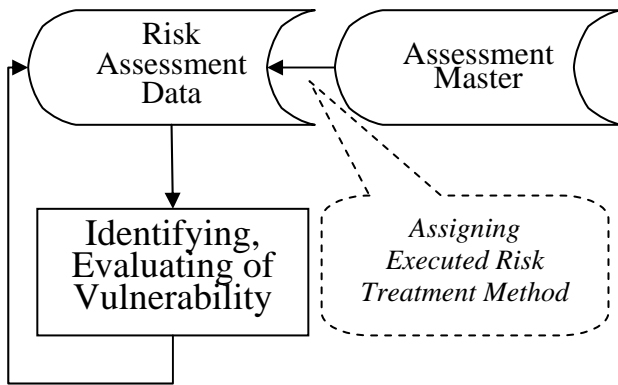 Risk
Assessment
Data
Assessment
Master
Identifying,
Evaluating of
Vulnerability
Assigning
Executed Risk
Treatment Method